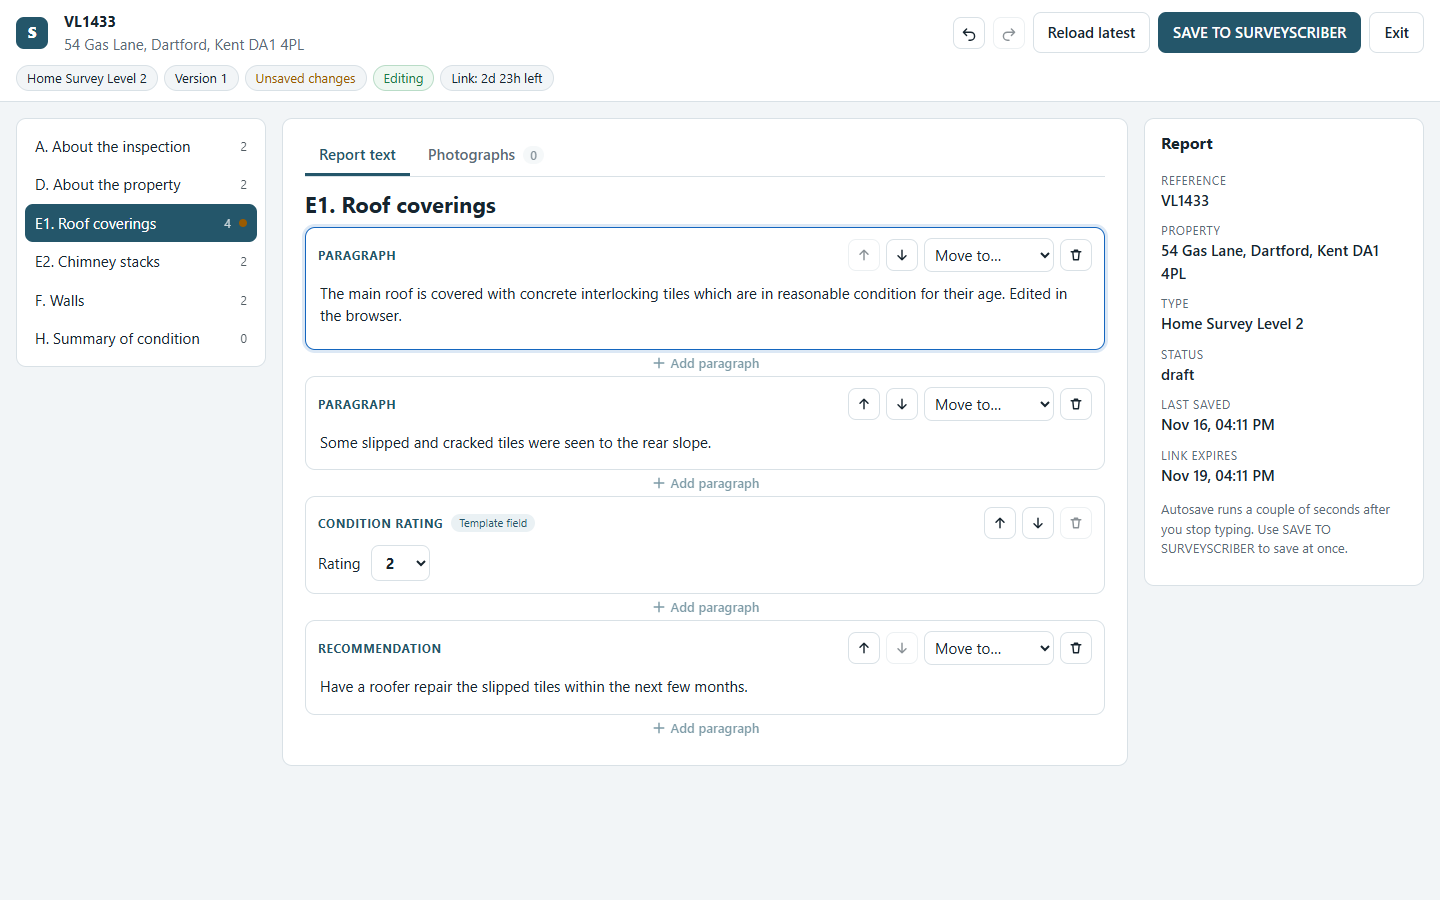 S
VL1433
54 Gas Lane, Dartford, Kent DA1 4PL
Reload latest
SAVE TO SURVEYSCRIBER
Exit
Home Survey Level 2
Version 1
Unsaved changes
Editing
Link: 2d 23h left
A. About the inspection 2
D. About the property 2
E1. Roof coverings 4
E2. Chimney stacks 2
F. Walls 2
H. Summary of condition 0
Report text
Photographs 0
E1. Roof coverings
PARAGRAPH
Move to...
The main roof is covered with concrete interlocking tiles which are in reasonable condition for their age. Edited in
the browser.
+ Add paragraph
PARAGRAPH
Move to...
Some slipped and cracked tiles were seen to the rear slope.
+ Add paragraph
CONDITION RATING Template field
Rating 2
+ Add paragraph
RECOMMENDATION
Move to...
Have a roofer repair the slipped tiles within the next few months.
+ Add paragraph
Report
REFERENCE
VL1433
PROPERTY
54 Gas Lane, Dartford, Kent DA1
4PL
TYPE
Home Survey Level 2
STATUS
draft
LAST SAVED
Nov 16, 04:11 PM
LINK EXPIRES
Nov 19, 04:11 PM
Autosave runs a couple of seconds after
you stop typing. Use SAVE TO
SURVEYSCRIBER to save at once.